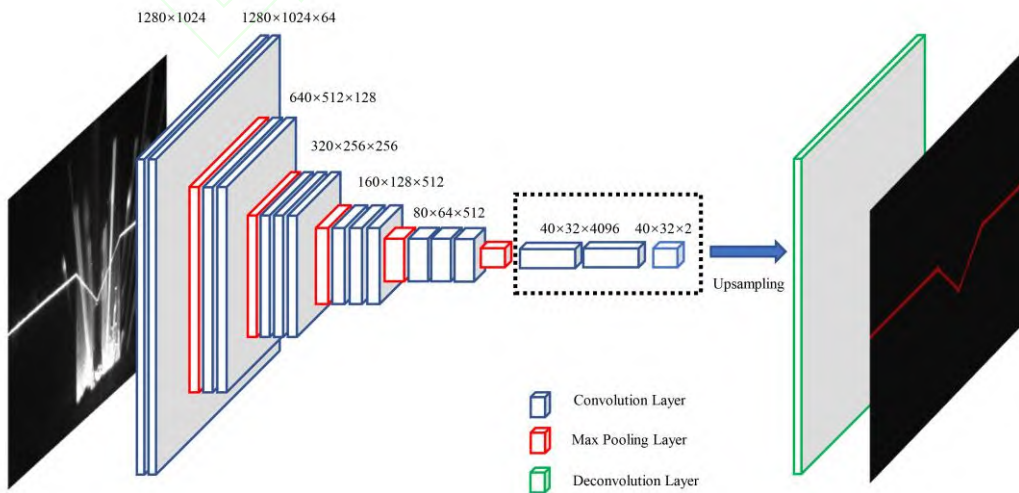 1280×1024
1280×1024×64
640×512×128
320×256×256
160×128×512
80×64×512
40×32×4096
40×32×2
Upsampling
Convolution Layer
Max Pooling Layer
Deconvolution Layer